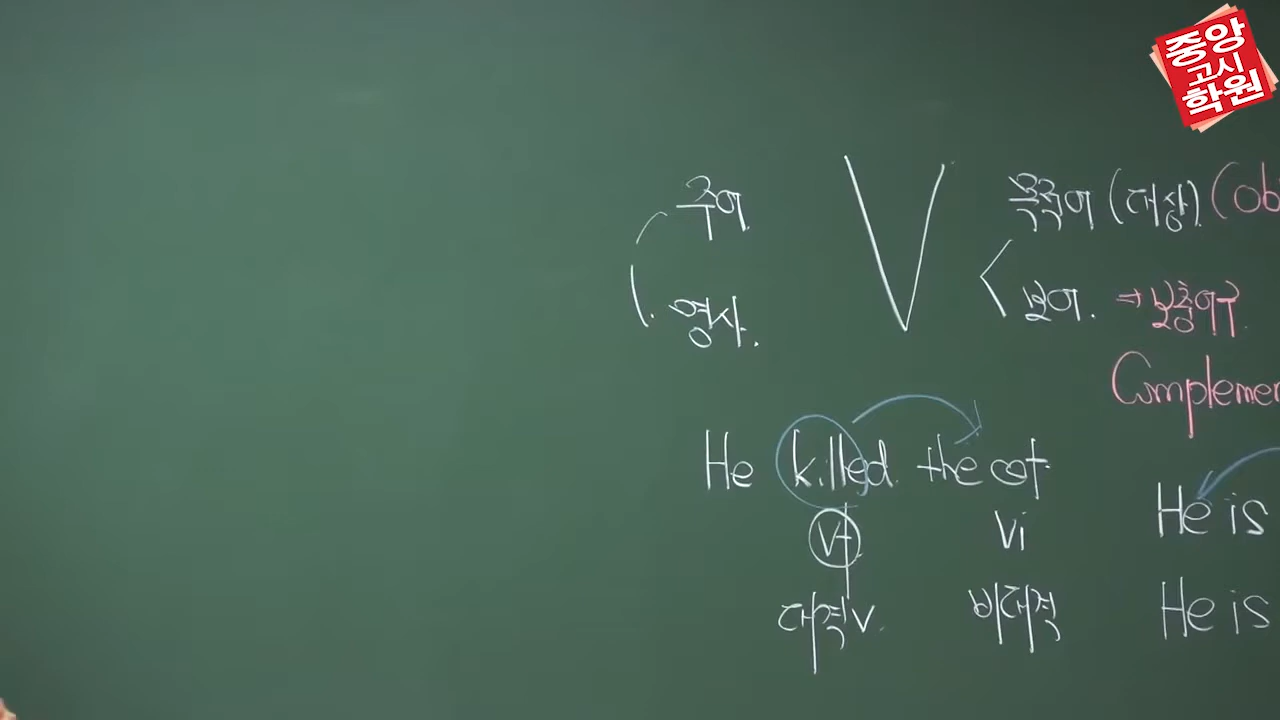 중앙
고시
학원
주어 V 목적어 (대상) (ob
명사. 보어. ⇒ 보충어구.
Complemen
He killed the cat.
He is
vt vi
대격v. 비대격
He is